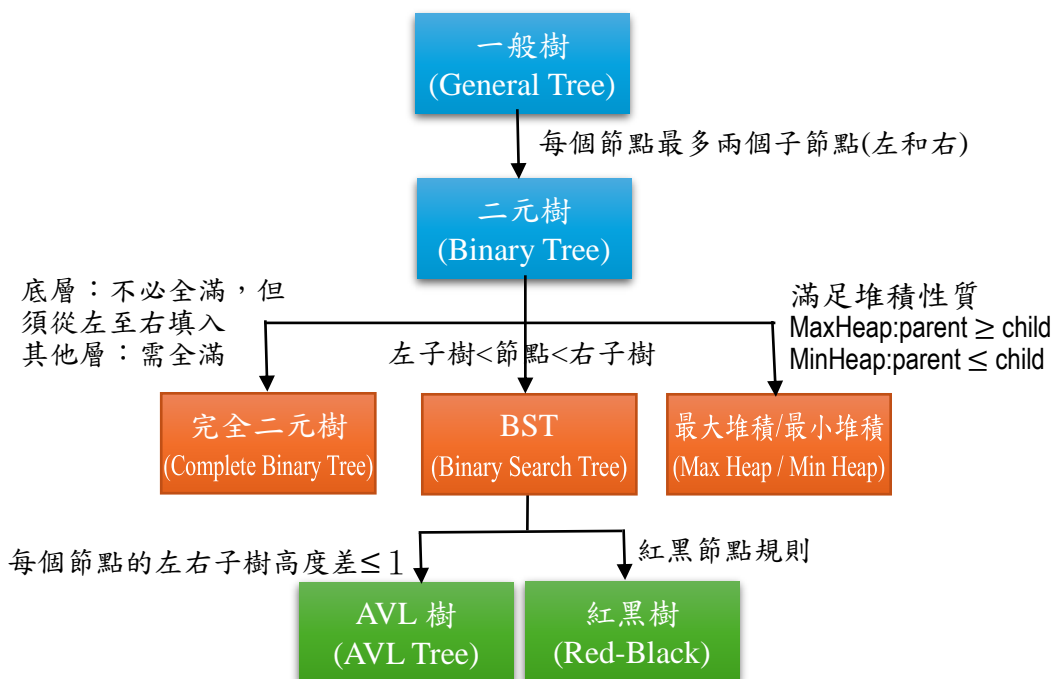 一般樹
(General Tree)
每個節點最多兩個子節點(左和右)
二元樹
(Binary Tree)
底層：不必全滿，但
須從左至右填入
其他層：需全滿
左子樹<節點<右子樹
滿足堆積性質
MaxHeap:parent ≥ child
MinHeap:parent ≤ child
完全二元樹
(Complete Binary Tree)
BST
(Binary Search Tree)
最大堆積/最小堆積
(Max Heap / Min Heap)
每個節點的左右子樹高度差≤1
紅黑節點規則
AVL 樹
(AVL Tree)
紅黑樹
(Red-Black)